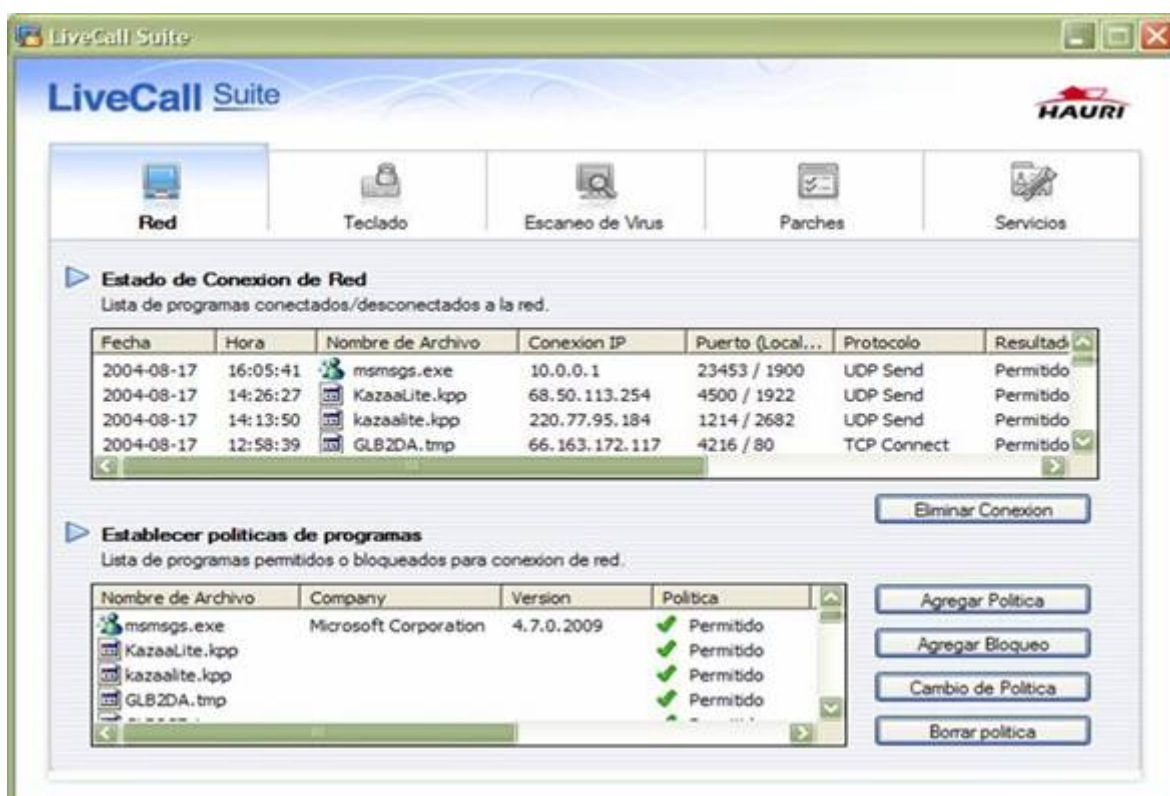 LiveCall Suite
LiveCall Suite
HAURI
Red Teclado Escaneo de Virus Parches Servicios
Estado de Conexion de Red
Lista de programas conectados/desconectados a la red.
Fecha Hora Nombre de Archivo Conexion IP Puerto (Local... Protocolo Resultad
2004-08-17 16:05:41 msmsgs.exe 10.0.0.1 23453 / 1900 UDP Send Permitido
2004-08-17 14:26:27 KazaaLite.kpp 68.50.113.254 4500 / 1922 UDP Send Permitido
2004-08-17 14:13:50 kazaalite.kpp 220.77.95.184 1214 / 2682 UDP Send Permitido
2004-08-17 12:58:39 GLB2DA.tmp 66.163.172.117 4216 / 80 TCP Connect Permitido
Eliminar Conexion
Establecer politicas de programas
Lista de programas permitidos o bloqueados para conexion de red.
Nombre de Archivo Company Version Politica
msmsgs.exe Microsoft Corporation 4.7.0.2009 Permitido
KazaaLite.kpp Permitido
kazaalite.kpp Permitido
GLB2DA.tmp Permitido
Agregar Politica
Agregar Bloqueo
Cambio de Politica
Borrar politica